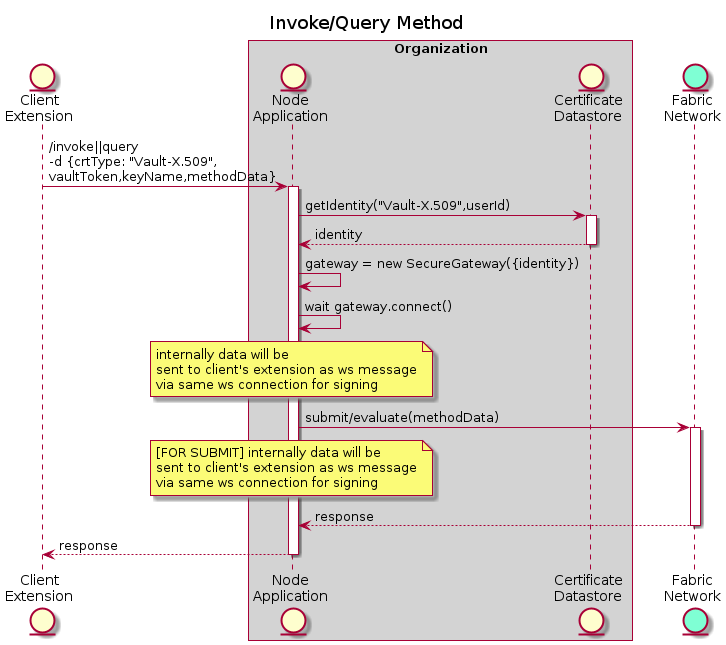 Invoke/Query Method
Organization
Client
Extension
Node
Application
Certificate
Datastore
Fabric
Network
/invoke||query
-d {crtType: "Vault-X.509",
vaultToken,keyName,methodData}
getIdentity("Vault-X.509",userId)
identity
gateway = new SecureGateway({identity})
wait gateway.connect()
internally data will be
sent to client's extension as ws message
via same ws connection for signing
submit/evaluate(methodData)
[FOR SUBMIT] internally data will be
sent to client's extension as ws message
via same ws connection for signing
response
response
Client
Extension
Node
Application
Certificate
Datastore
Fabric
Network